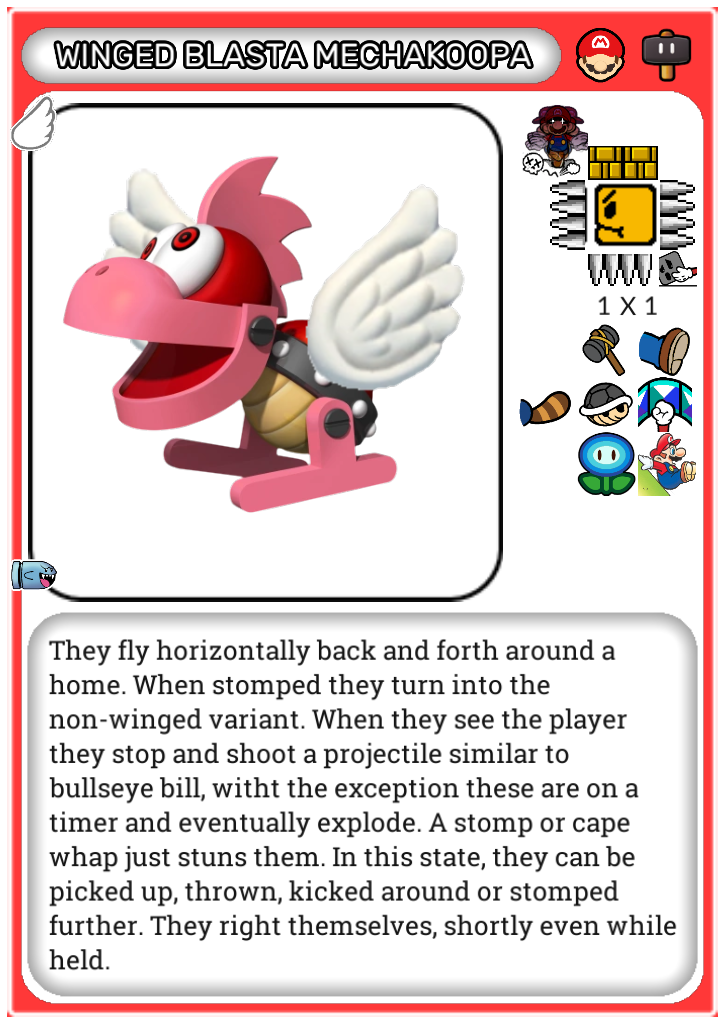 WINGED BLASTA MECHAKOOPA
1 X 1
They fly horizontally back and forth around a
home. When stomped they turn into the
non-winged variant. When they see the player
they stop and shoot a projectile similar to
bullseye bill, witht the exception these are on a
timer and eventually explode. A stomp or cape
whap just stuns them. In this state, they can be
picked up, thrown, kicked around or stomped
further. They right themselves, shortly even while
held.